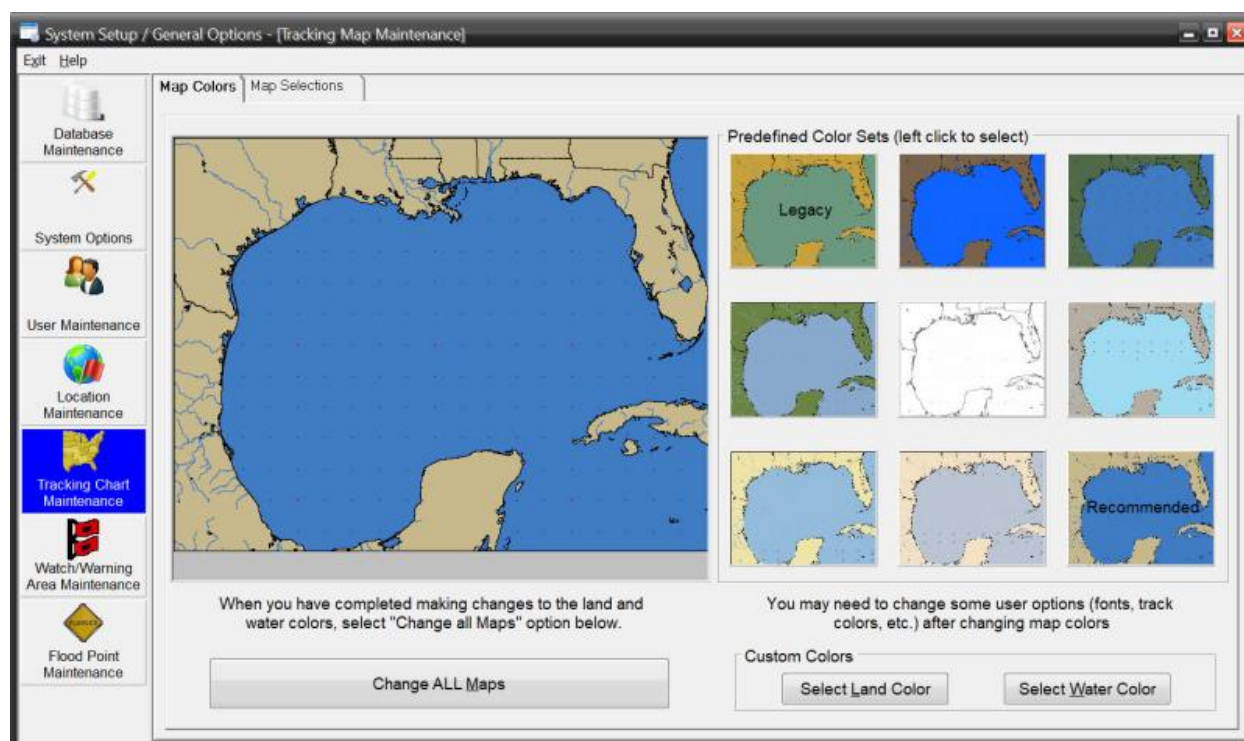 System Setup / General Options - [Tracking Map Maintenance]
Exit Help
Database
Maintenance
System Options
User Maintenance
Location
Maintenance
Tracking Chart
Maintenance
Watch/Warning
Area Maintenance
Flood Point
Maintenance
Map Colors Map Selections
Predefined Color Sets (left click to select)
Legacy
Recommended
When you have completed making changes to the land and
water colors, select "Change all Maps" option below.
Change ALL Maps
You may need to change some user options (fonts, track
colors, etc.) after changing map colors
Custom Colors
Select Land Color
Select Water Color